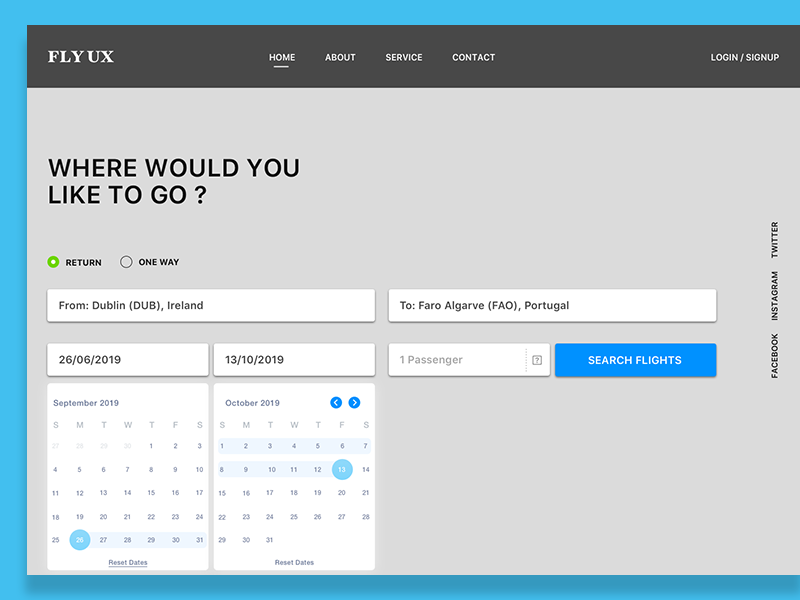 FLY UX
HOME ABOUT SERVICE CONTACT
LOGIN / SIGNUP
WHERE WOULD YOU
LIKE TO GO ?
RETURN ONE WAY
From: Dublin (DUB), Ireland
To: Faro Algarve (FAO), Portugal
26/06/2019
13/10/2019
1 Passenger ?
SEARCH FLIGHTS
September 2019
S M T W T F S
27 28 29 30 1 2 3
4 5 6 7 8 9 10
11 12 13 14 15 16 17
18 19 20 21 22 23 24
25 26 27 28 29 30 31
Reset Dates
October 2019
S M T W T F S
1 2 3 4 5 6 7
8 9 10 11 12 13 14
15 16 17 18 19 20 21
22 23 24 25 26 27 28
29 30 31
Reset Dates
TWITTER
INSTAGRAM
FACEBOOK